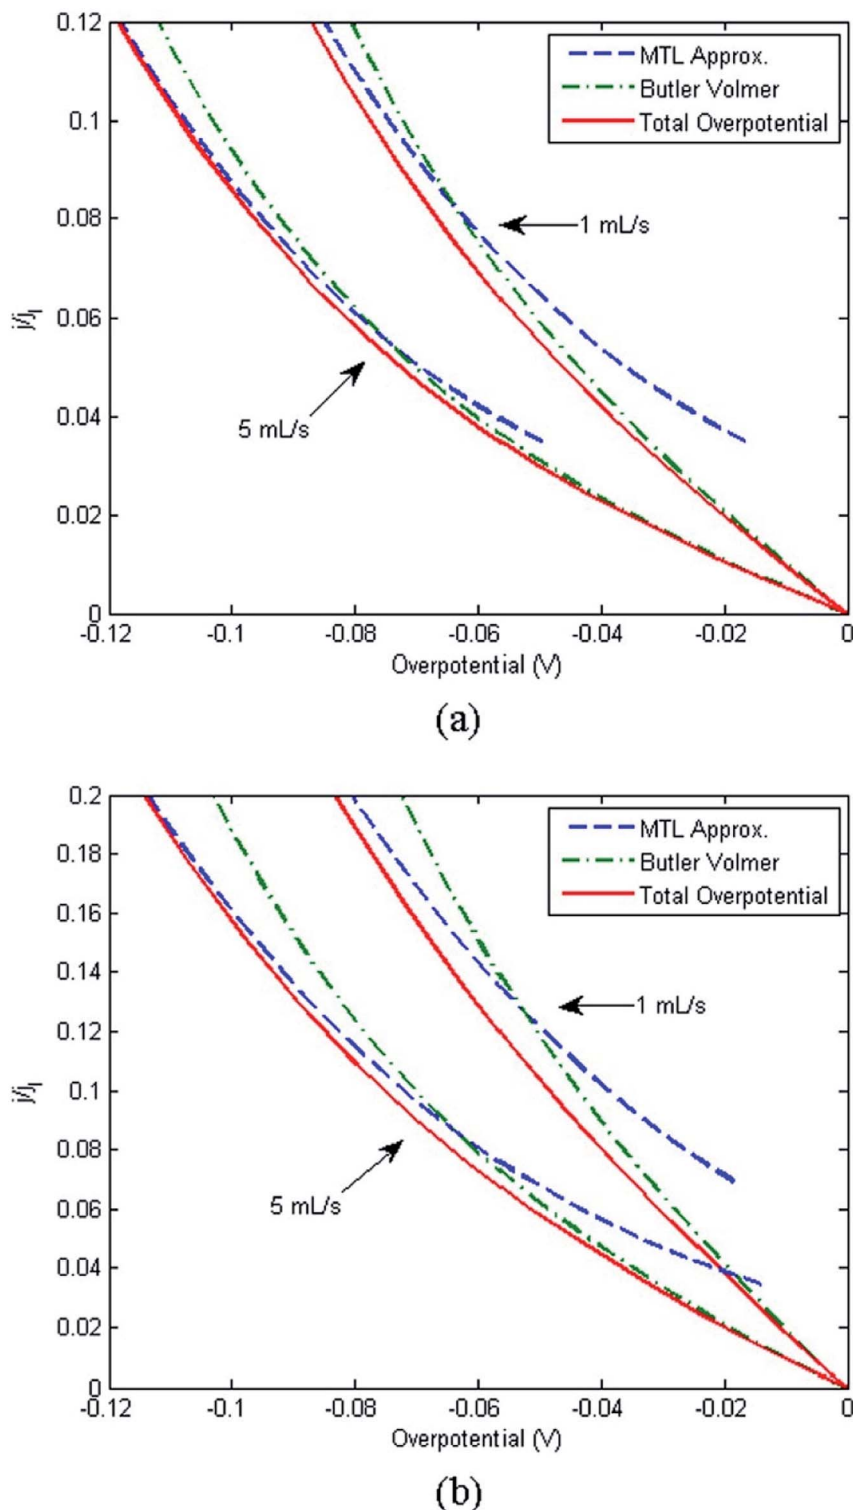 0.12
0.1
0.08
0.06
0.04
0.02
0
j/jl
MTL Approx.
Butler Volmer
Total Overpotential
1 mL/s
5 mL/s
-0.12 -0.1 -0.08 -0.06 -0.04 -0.02 0
Overpotential (V)
(a)
0.2
0.18
0.16
0.14
0.12
0.1
0.08
0.06
0.04
0.02
0
j/jl
MTL Approx.
Butler Volmer
Total Overpotential
1 mL/s
5 mL/s
-0.12 -0.1 -0.08 -0.06 -0.04 -0.02 0
Overpotential (V)
(b)